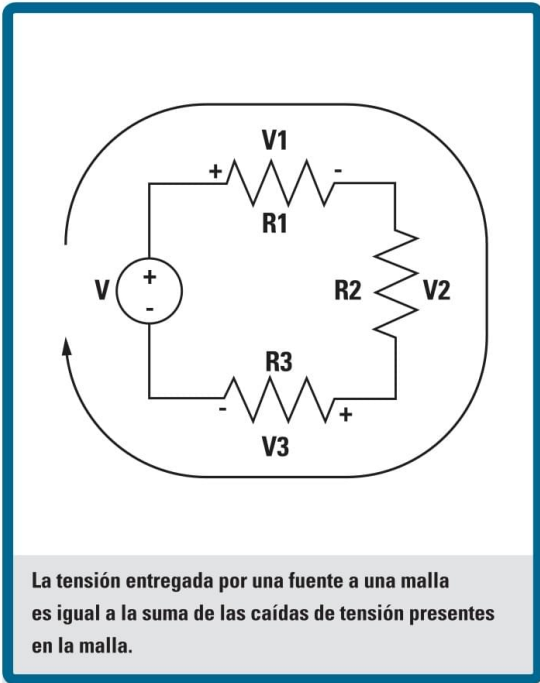 V1
+ -
R1
V + - R2 V2
R3
- +
V3
La tensión entregada por una fuente a una malla
es igual a la suma de las caídas de tensión presentes
en la malla.